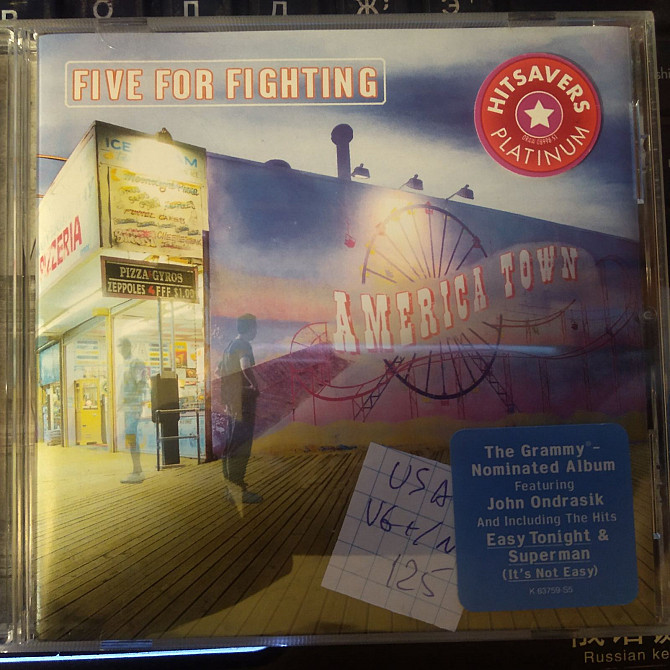 П Д Ж Э
FIVE FOR FIGHTING
HITSAVERS
PLATINUM
ICE
PIZZERIA
PIZZA GYROS
ZEPPOLES 4 FFF $1.00
AMERICA TOWN
USA
VG+/N
125
The Grammy®-
Nominated Album
Featuring
John Ondrasik
And Including The Hits
Easy Tonight &
Superman
(It's Not Easy)
K 63759-S5
Russian ke